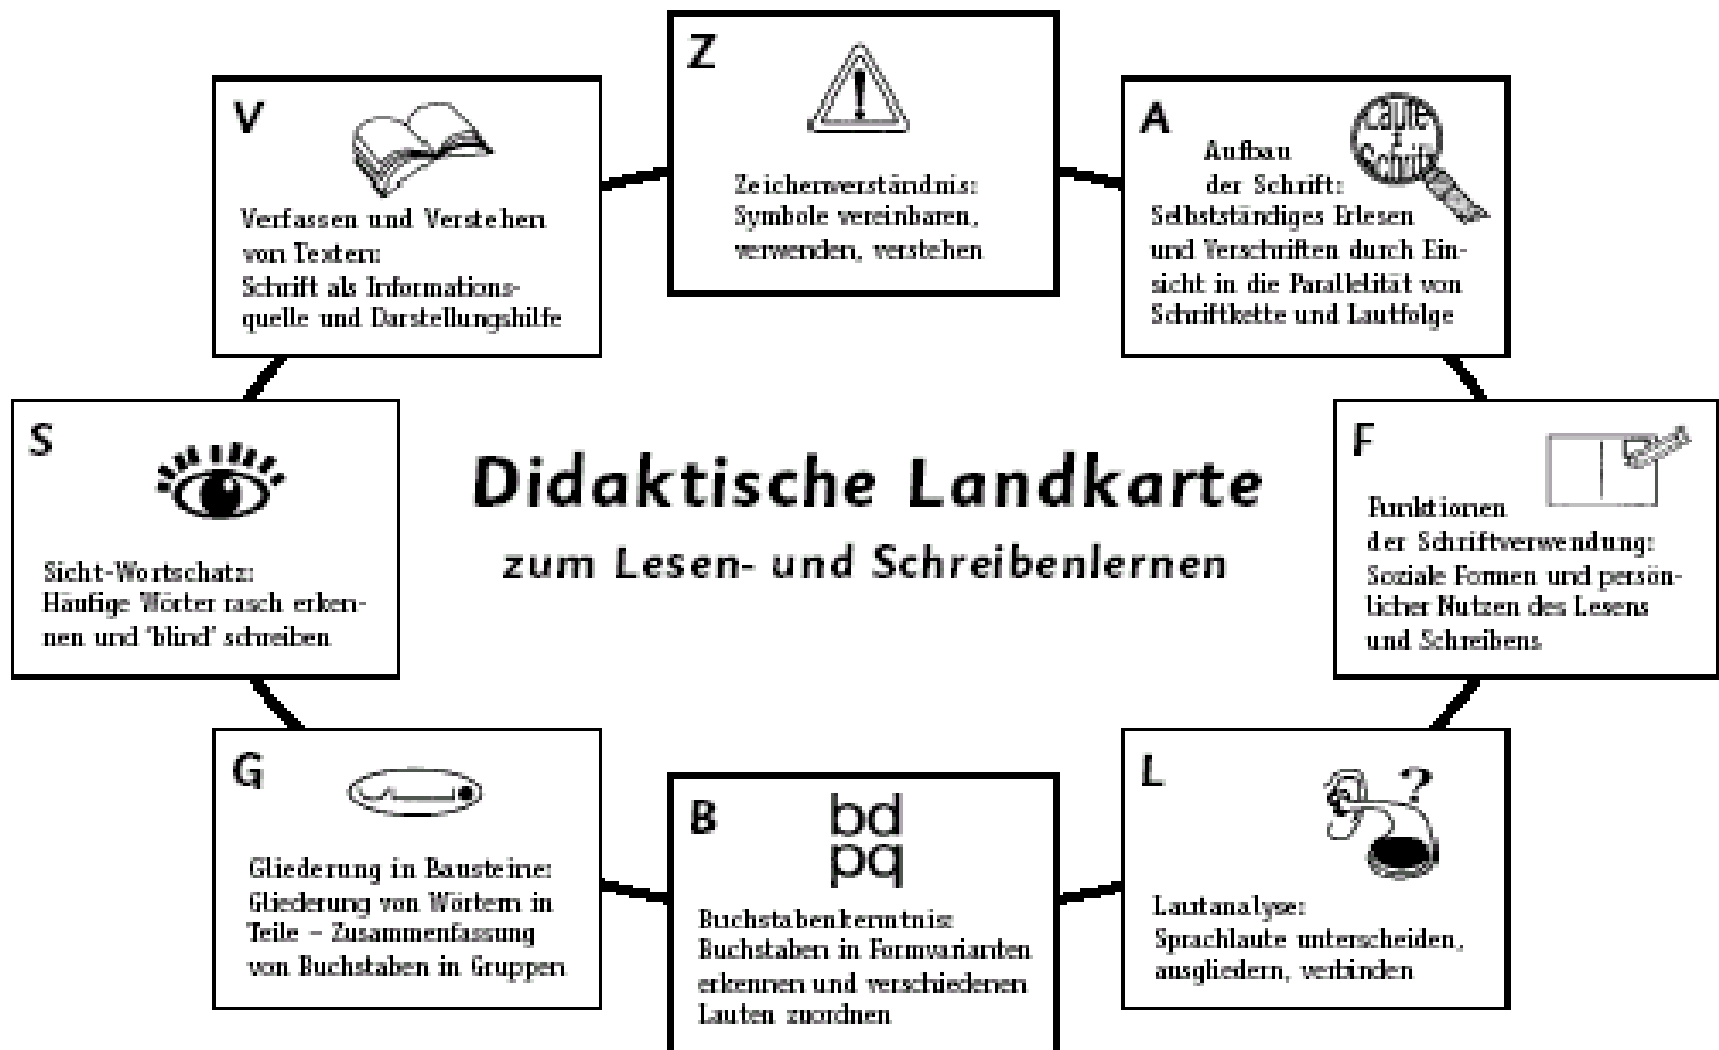 Z
Zeichenverständnis:
Symbole vereinbaren,
verwenden, verstehen
A
Laute
Schrift
Aufbau
der Schrift:
Selbstständiges Erlesen
und Verschriften durch Ein-
sicht in die Parallelität von
Schriftkette und Lautfolge
F
Funktionen
der Schriftverwendung:
Soziale Formen und persön-
licher Nutzen des Lesens
und Schreibens
L
?
Lautanalyse:
Sprachlaute unterscheiden,
ausgliedern, verbinden
B
bd
pq
Buchstabenkenntnis:
Buchstaben in Formvarianten
erkennen und verschiedenen
Lauten zuordnen
G
Gliederung in Bausteine:
Gliederung von Wörtern in
Teile – Zusammenfassung
von Buchstaben in Gruppen
S
Sicht-Wortschatz:
Häufige Wörter rasch erken-
nen und 'blind' schreiben
V
Verfassen und Verstehen
von Texten:
Schrift als Informations-
quelle und Darstellungshilfe
Didaktische Landkarte
zum Lesen- und Schreibenlernen